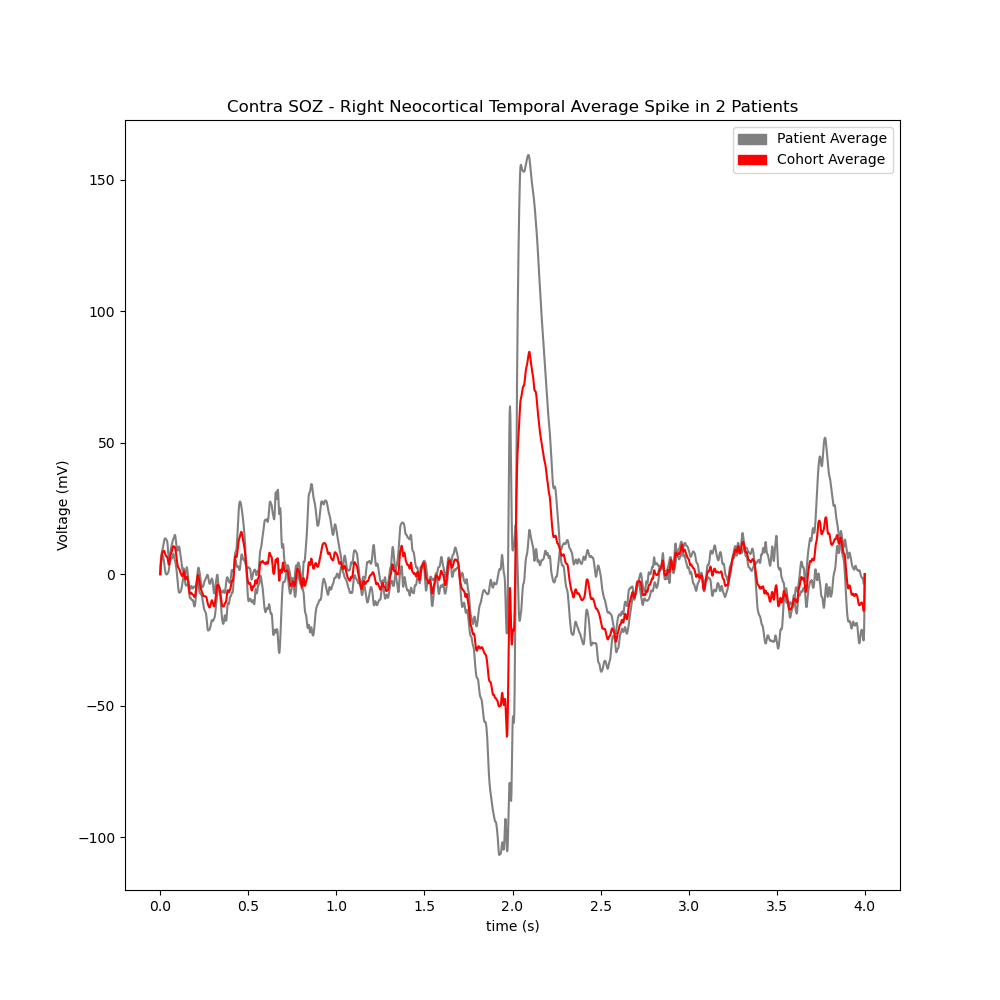 Contra SOZ - Right Neocortical Temporal Average Spike in 2 Patients
Patient Average
Cohort Average
150
100
50
0
−50
−100
Voltage (mV)
0.0 0.5 1.0 1.5 2.0 2.5 3.0 3.5 4.0
time (s)